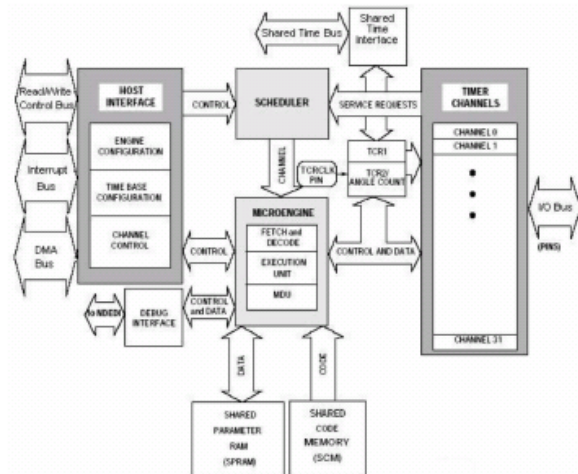 Shared Time Bus
Shared
Time
Interface
Read/Write
Control Bus
HOST
INTERFACE
CONTROL
SCHEDULER
SERVICE REQUESTS
TIMER
CHANNELS
CHANNEL 0
CHANNEL 1
ENGINE
CONFIGURATION
TCR1
TCR2/
ANGLE COUNT
CHANNEL
TCRCLK
PIN
Interrupt
Bus
TIME BASE
CONFIGURATION
MICROENGINE
I/O Bus
(PINS)
FETCH and
DECODE
CHANNEL
CONTROL
DMA
Bus
CONTROL
EXECUTION
UNIT
CONTROL AND DATA
MDU
to NDEDI
DEBUG
INTERFACE
CONTROL
and DATA
CHANNEL 31
DATA
CODE
SHARED
PARAMETER
RAM
(SPRAM)
SHARED
CODE
MEMORY
(SCM)